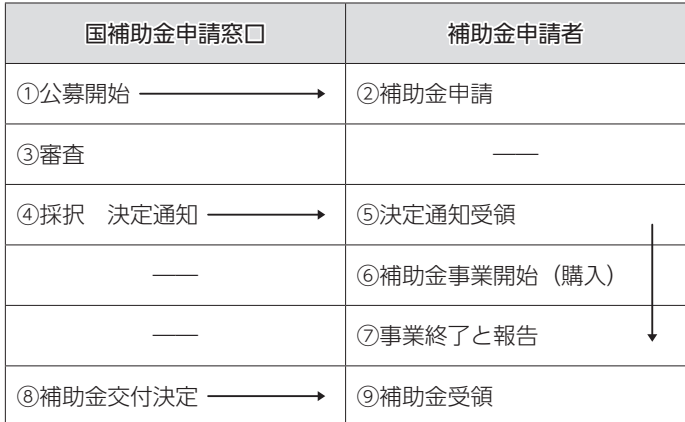 国補助金申請窓口 補助金申請者
①公募開始 ②補助金申請
③審査 ——
④採択　決定通知 ⑤決定通知受領
—— ⑥補助金事業開始（購入）
—— ⑦事業終了と報告
⑧補助金交付決定 ⑨補助金受領